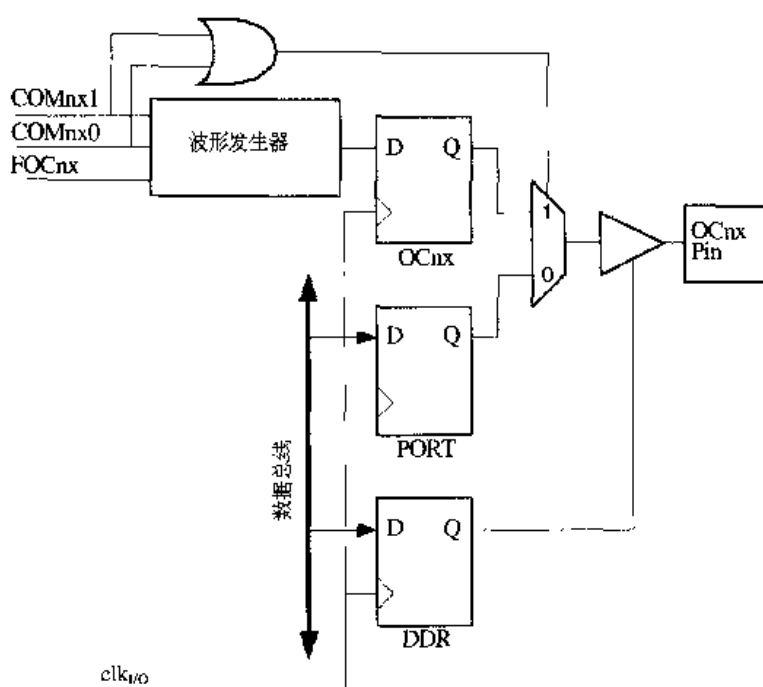 COMnx1
COMnx0
FOCnx
波形发生器
D Q
OCnx
1
0
OCnx
Pin
D Q
PORT
数据总线
D Q
DDR
clkI/O